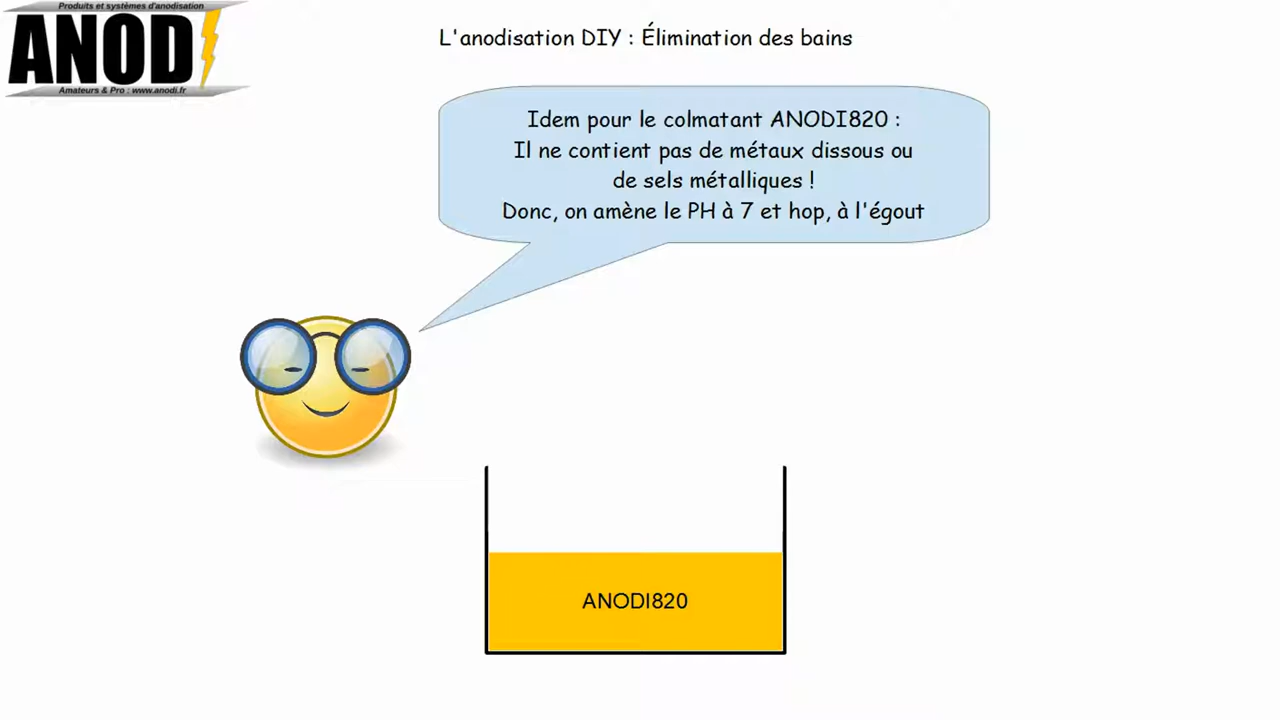 Produits et systèmes d'anodisation
ANODI
Amateurs & Pro : www.anodi.fr
L'anodisation DIY : Élimination des bains
Idem pour le colmatant ANODI820 :
Il ne contient pas de métaux dissous ou
de sels métalliques !
Donc, on amène le PH à 7 et hop, à l'égout
ANODI820